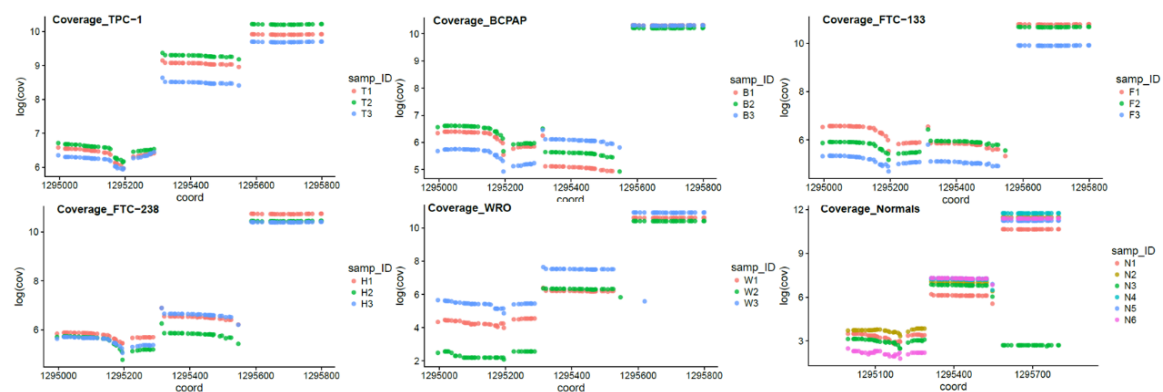 Coverage_TPC-1
10
9
8
7
6
log(cov)
1295000 1295200 1295400 1295600 1295800
coord
samp_ID
T1
T2
T3
Coverage_BCPAP
10
9
8
7
6
5
log(cov)
1295000 1295200 1295400 1295600 1295800
coord
samp_ID
B1
B2
B3
Coverage_FTC-133
10
8
6
log(cov)
1295000 1295200 1295400 1295600 1295800
coord
samp_ID
F1
F2
F3
Coverage_FTC-238
10
8
6
log(cov)
1295000 1295200 1295400 1295600 1295800
coord
samp_ID
H1
H2
H3
Coverage_WRO
10
8
6
4
2
log(cov)
1295000 1295200 1295400 1295600 1295800
coord
samp_ID
W1
W2
W3
Coverage_Normals
12
9
6
3
log(cov)
1295100 1295400 1295700
coord
samp_ID
N1
N2
N3
N4
N5
N6